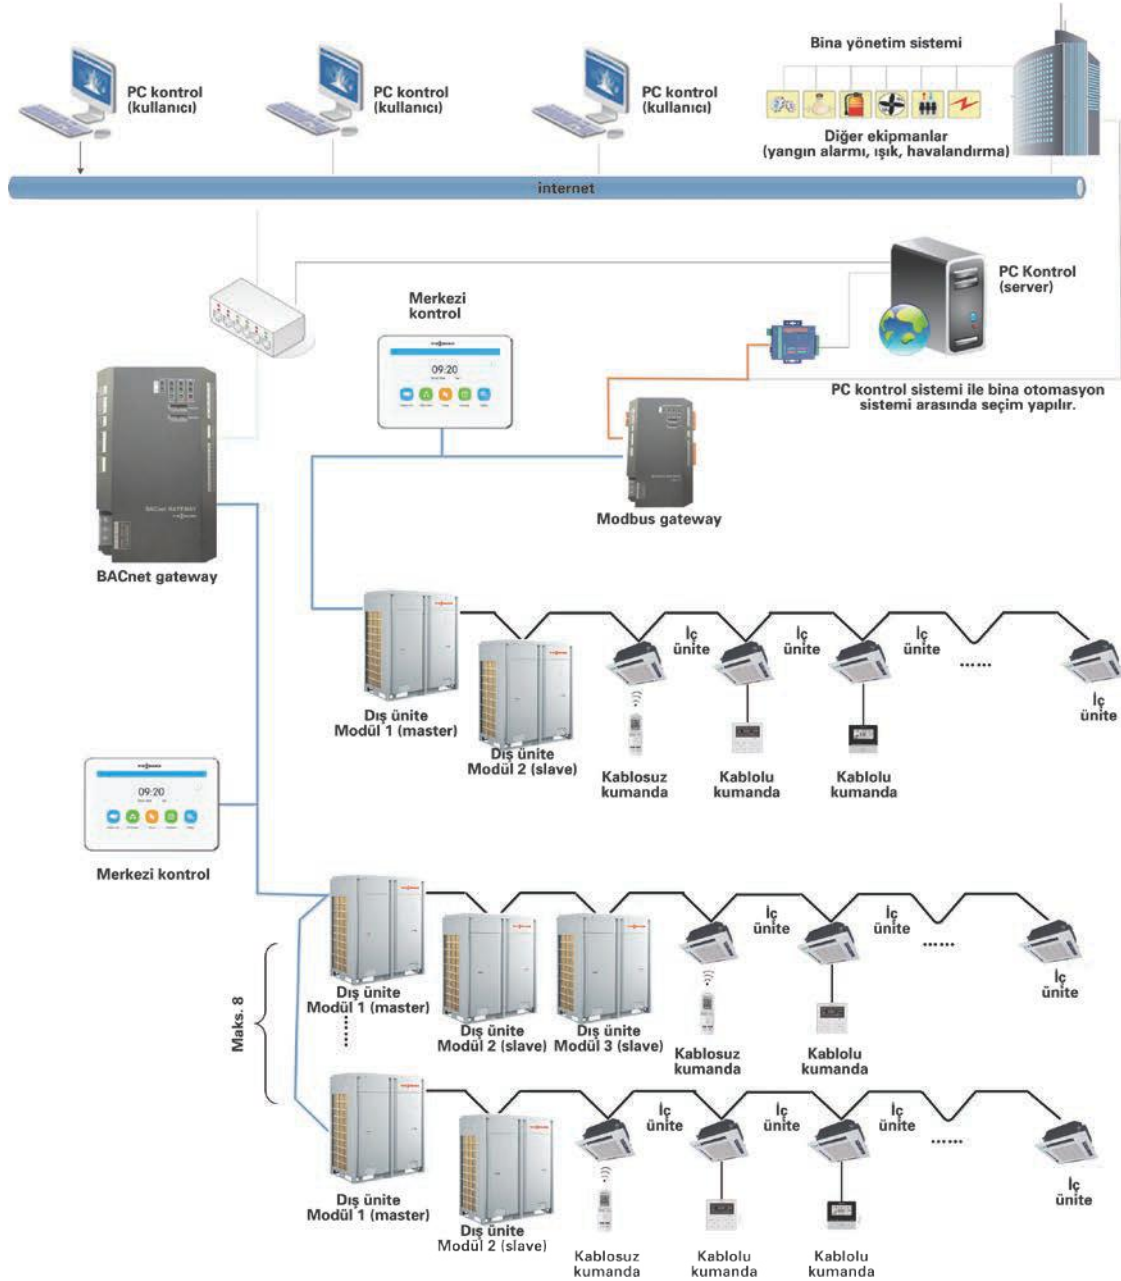 Bina yönetim sistemi
PC kontrol
(kullanıcı)
PC kontrol
(kullanıcı)
PC kontrol
(kullanıcı)
Diğer ekipmanlar
(yangın alarmı, ışık, havalandırma)
internet
PC Kontrol
(server)
Merkezi
kontrol
09:20
PC kontrol sistemi ile bina otomasyon
sistemi arasında seçim yapılır.
BACnet GATEWAY
Modbus gateway
BACnet gateway
İç
ünite
İç
ünite
İç
ünite
İç
ünite
Dış ünite
Modül 1 (master)
Dış ünite
Modül 2 (slave)
Kablosuz
kumanda
Kablolu
kumanda
Kablolu
kumanda
09:20
Merkezi kontrol
İç
ünite
İç
ünite
İç
ünite
Maks. 8
Dış ünite
Modül 1 (master)
Dış ünite
Modül 2 (slave)
Dış ünite
Modül 3 (slave)
Kablosuz
kumanda
Kablolu
kumanda
İç
ünite
İç
ünite
İç
ünite
İç
ünite
Dış ünite
Modül 1 (master)
Dış ünite
Modül 2 (slave)
Kablosuz
kumanda
Kablolu
kumanda
Kablolu
kumanda